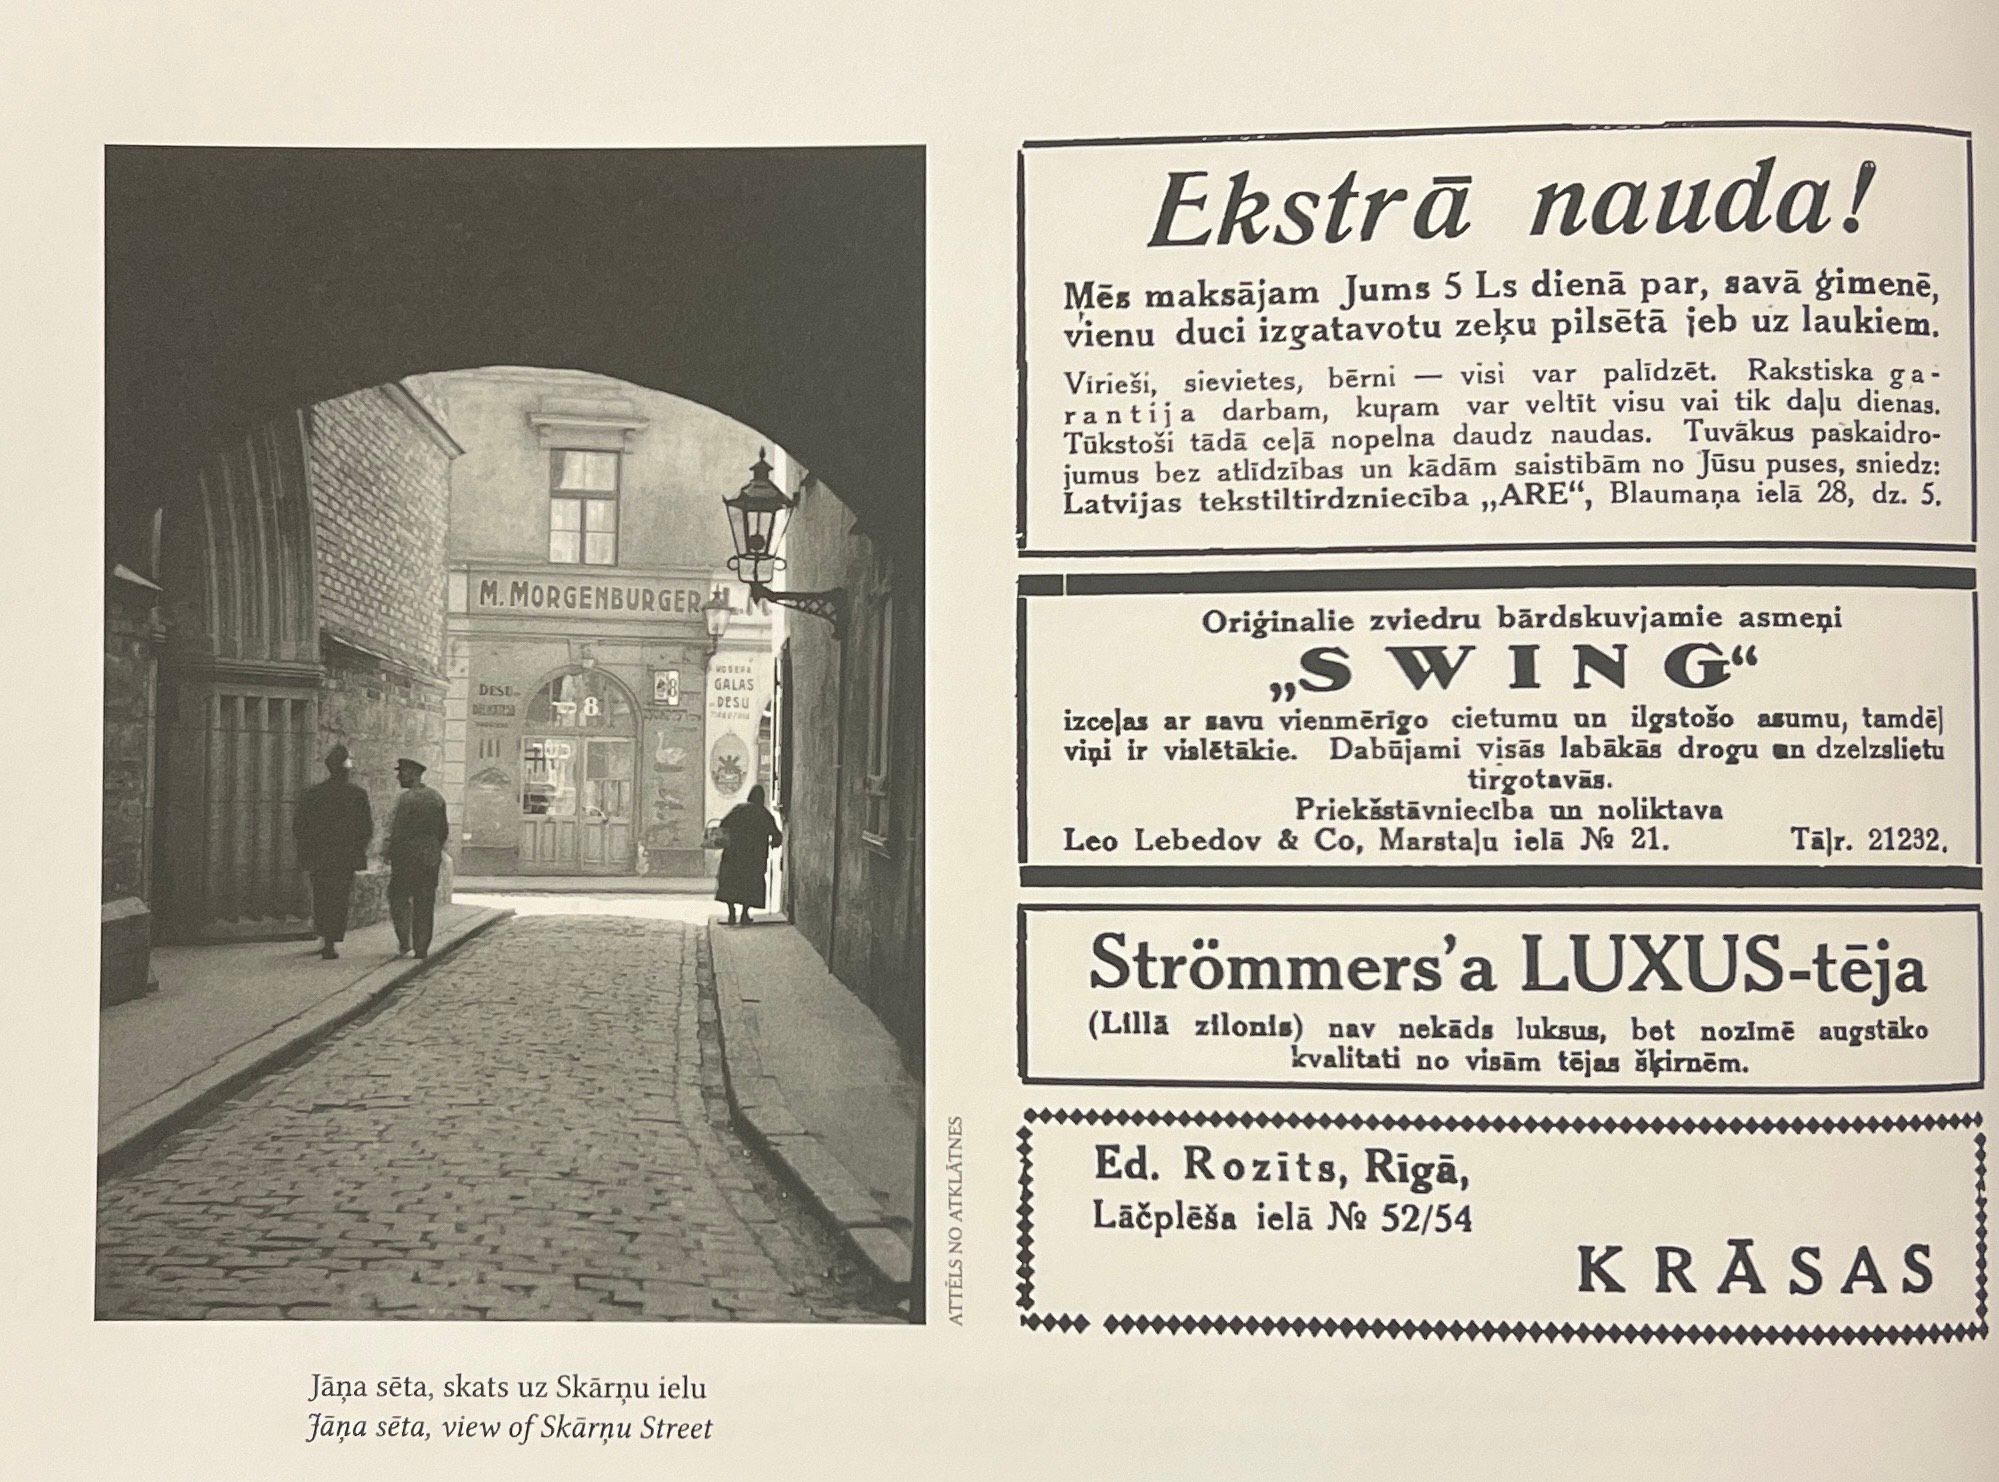 M. MORGENBURGER
DESU
8
8
GALAS
DESU
ATTĒLS NO ATKLĀTNES
Jāņa sēta, skats uz Skārņu ielu
Jāņa sēta, view of Skārņu Street
Ekstrā nauda!
Mēs maksājam Jums 5 Ls dienā par, savā ģimenē,
vienu duci izgatavotu zeķu pilsētā jeb uz laukiem.
Vīrieši, sievietes, bērni — visi var palīdzēt. Rakstiska ga-
rantija darbam, kuŗam var veltīt visu vai tik daļu dienas.
Tūkstoši tādā ceļā nopelna daudz naudas. Tuvākus paskaidro-
jumus bez atlīdzības un kādām saistibām no Jūsu puses, sniedz:
Latvijas tekstiltirdzniecība „ARE“, Blaumaņa ielā 28, dz. 5.
Oriģinalie zviedru bārdskuvjamie asmeņi
„SWING“
izceļas ar savu vienmērīgo cietumu un ilgstošo asumu, tamdēļ
viņi ir vislētākie. Dabūjami visās labākās drogu un dzelzslietu
tirgotavās.
Priekšstāvniecība un noliktava
Leo Lebedov & Co, Marstaļu ielā № 21. Tāļr. 21232.
Strömmers’a LUXUS-tēja
(Lillā zilonis) nav nekāds luksus, bet nozīmē augstāko
kvalitati no visām tējas šķirnēm.
Ed. Rozīts, Rīgā,
Lāčplēša ielā № 52/54
KRĀSAS